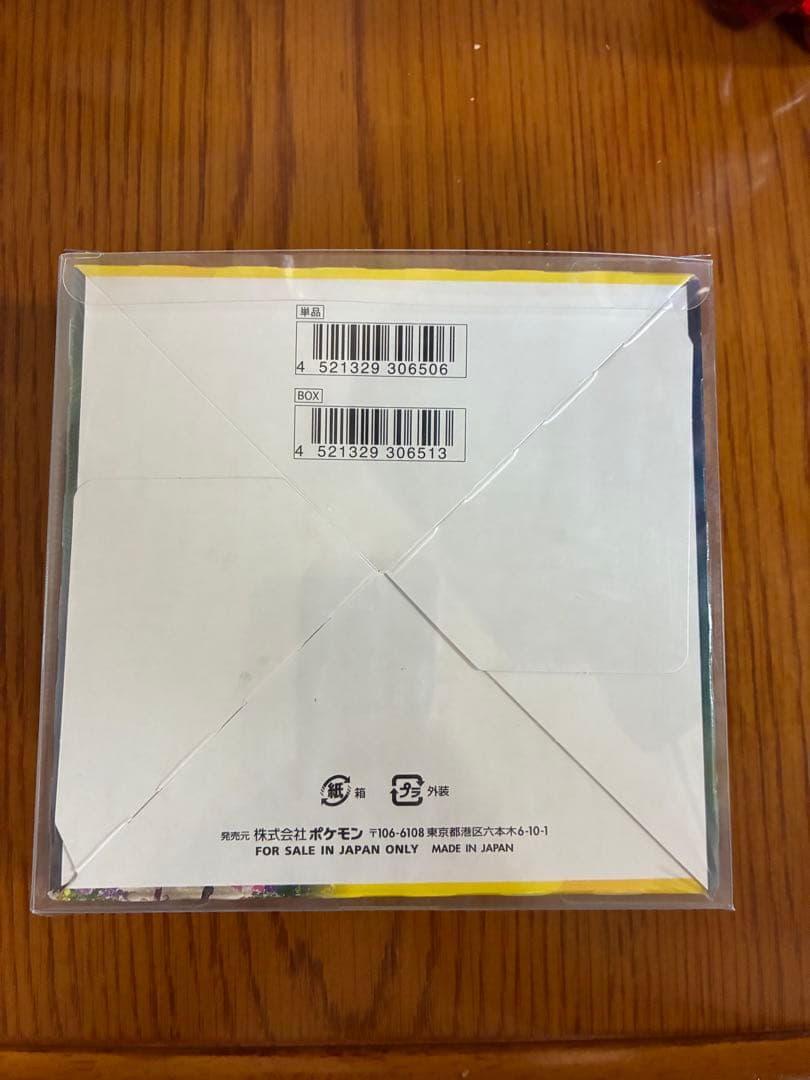 単品
4 521329 306506
BOX
4 521329 306513
紙 箱 プラ 外装
発売元 株式会社 ポケモン 〒106-6108 東京都港区六本木6-10-1
FOR SALE IN JAPAN ONLY MADE IN JAPAN